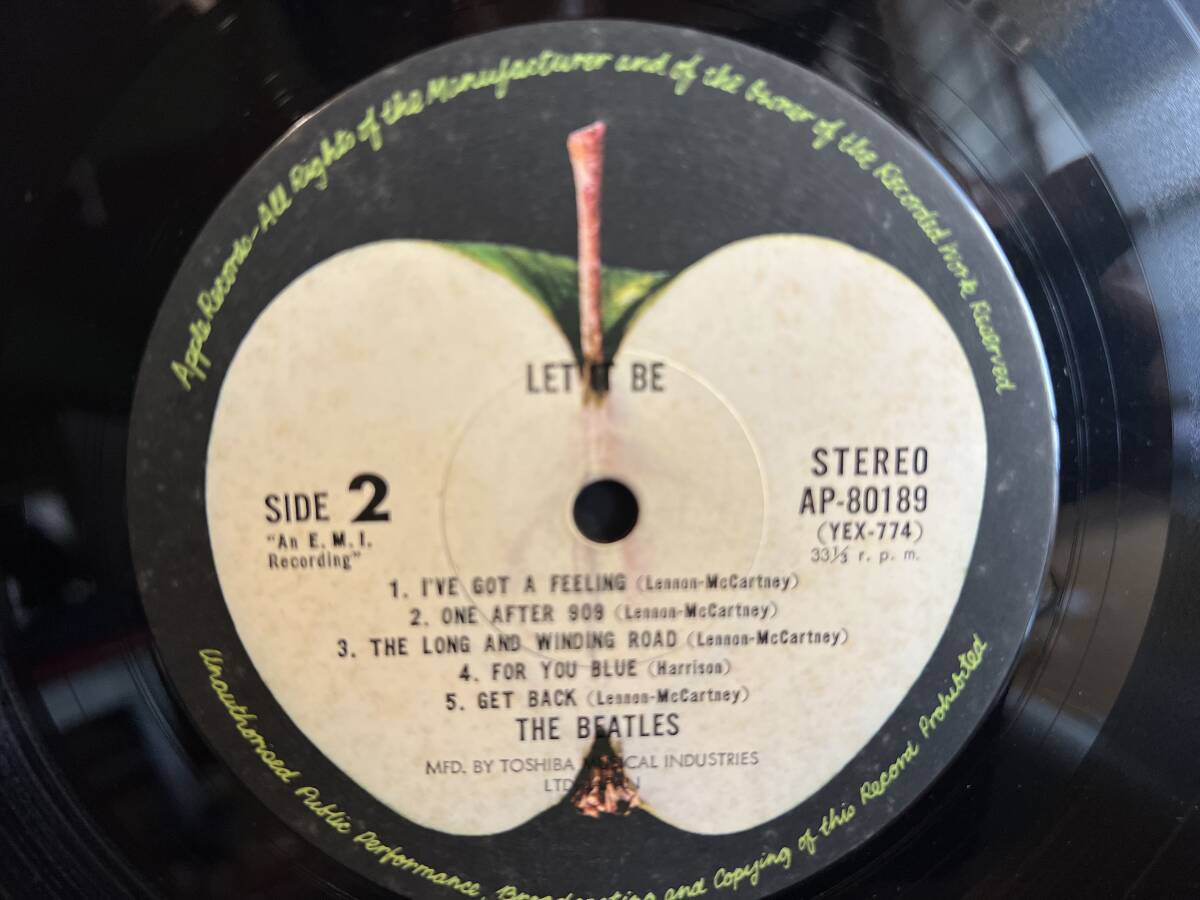 Apple Records-All Rights of the Manufacturer and of the Owner of the Recorded Work Reserved
LET IT BE
SIDE 2
"An E. M. I.
Recording"
STEREO
AP-80189
(YEX-774)
33⅓ r. p. m.
1. I'VE GOT A FEELING (Lennon-McCartney)
2. ONE AFTER 909 (Lennon-McCartney)
3. THE LONG AND WINDING ROAD (Lennon-McCartney)
4. FOR YOU BLUE (Harrison)
5. GET BACK (Lennon-McCartney)
THE BEATLES
MFD. BY TOSHIBA MUSICAL INDUSTRIES
LTD.
Unauthorised Public Performance, Broadcasting and Copying of this Record Prohibited